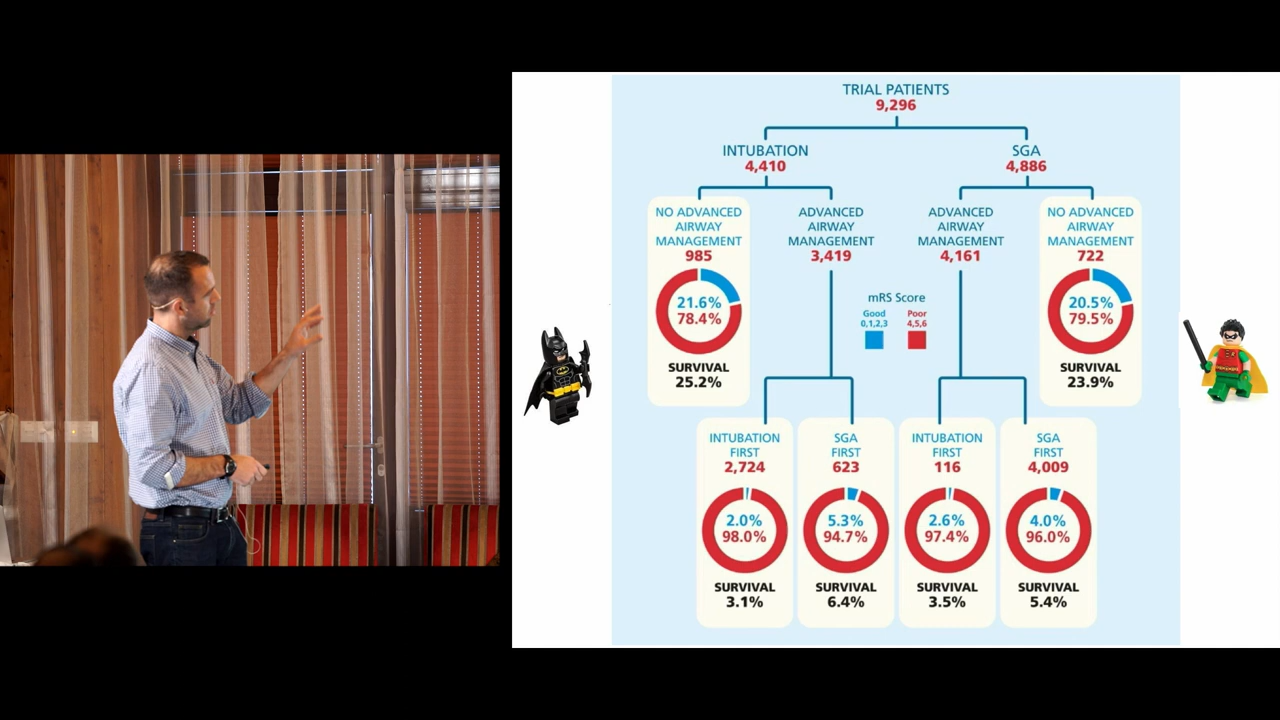 TRIAL PATIENTS
9,296
INTUBATION
4,410
SGA
4,886
NO ADVANCED
AIRWAY
MANAGEMENT
985
21.6%
78.4%
SURVIVAL
25.2%
ADVANCED
AIRWAY
MANAGEMENT
3,419
ADVANCED
AIRWAY
MANAGEMENT
4,161
NO ADVANCED
AIRWAY
MANAGEMENT
722
20.5%
79.5%
SURVIVAL
23.9%
mRS Score
Good
0,1,2,3
Poor
4,5,6
INTUBATION
FIRST
2,724
2.0%
98.0%
SURVIVAL
3.1%
SGA
FIRST
623
5.3%
94.7%
SURVIVAL
6.4%
INTUBATION
FIRST
116
2.6%
97.4%
SURVIVAL
3.5%
SGA
FIRST
4,009
4.0%
96.0%
SURVIVAL
5.4%